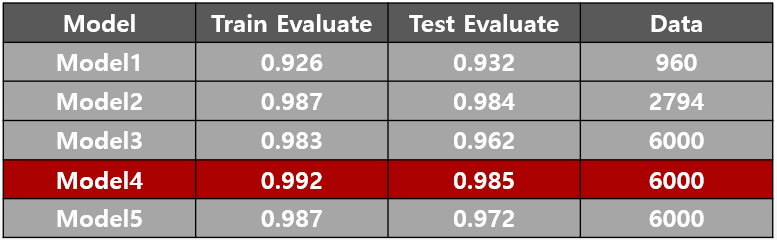 Model Train Evaluate Test Evaluate Data
Model1 0.926 0.932 960
Model2 0.987 0.984 2794
Model3 0.983 0.962 6000
Model4 0.992 0.985 6000
Model5 0.987 0.972 6000